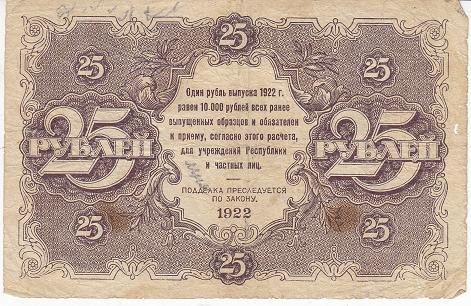 25
25 25
Один рубль выпуска 1922 г.
равен 10.000 рублей всех ранее
выпущенных образцов и обязателен
к приему, согласно этого расчета,
для учреждений Республики
и частных лиц.
25 РУБЛЕЙ
25 РУБЛЕЙ
ПОДДЕЛКА ПРЕСЛЕДУЕТСЯ
ПО ЗАКОНУ.
1922
25 25
25